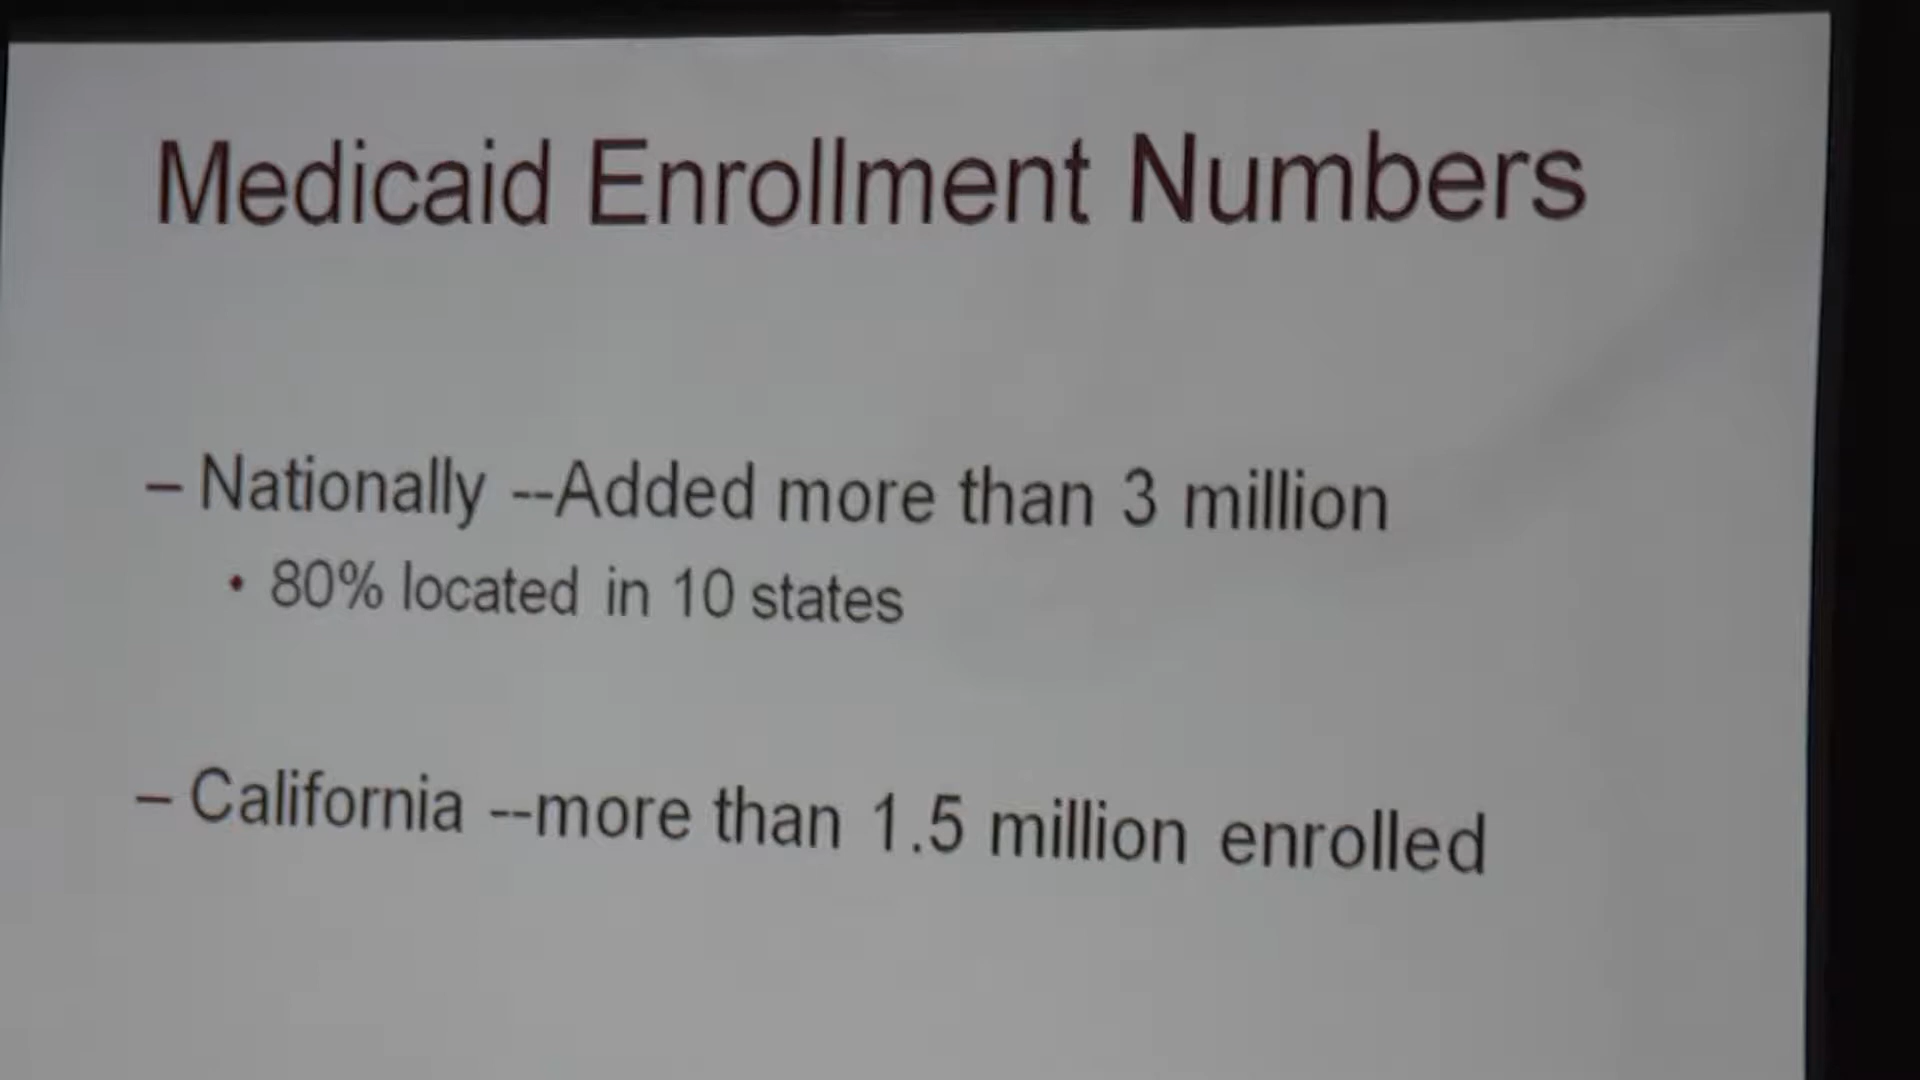 Medicaid Enrollment Numbers
– Nationally --Added more than 3 million
• 80% located in 10 states
– California --more than 1.5 million enrolled